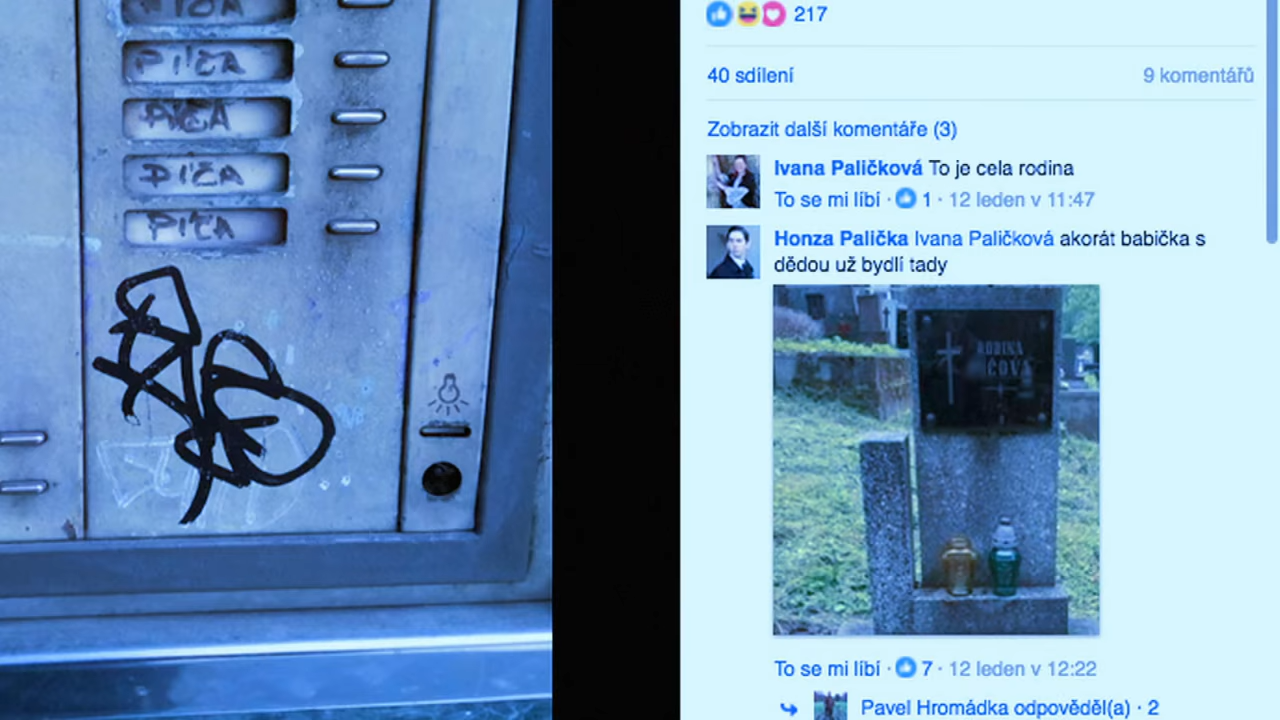 PIČA
PIČA
PIČA
PIČA
PIČA
217
40 sdílení
9 komentářů
Zobrazit další komentáře (3)
Ivana Paličková To je cela rodina
To se mi líbí · 1 · 12 leden v 11:47
Honza Palička Ivana Paličková akorát babička s
dědou už bydlí tady
RODINA
To se mi líbí · 7 · 12 leden v 12:22
Pavel Hromádka odpověděl(a) · 2